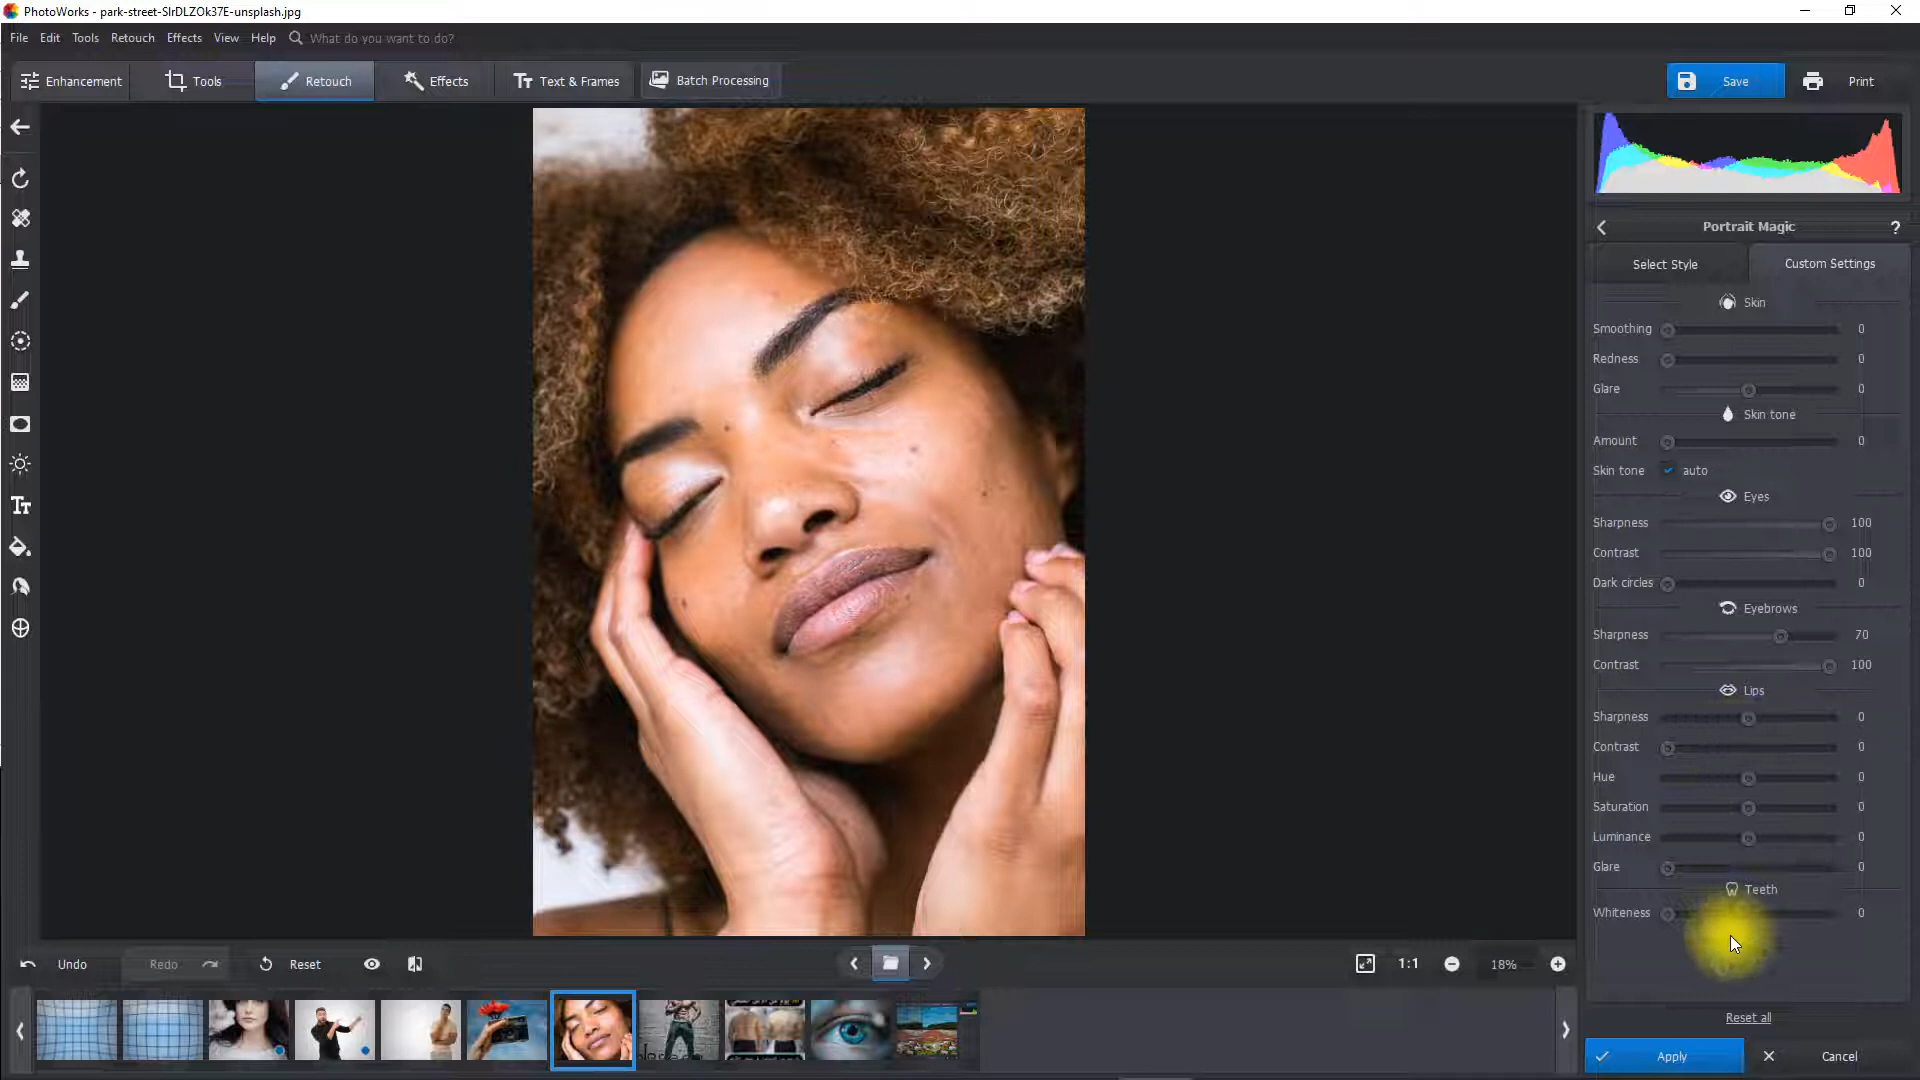 PhotoWorks - park-street-SlrDLZOk37E-unsplash.jpg
File Edit Tools Retouch Effects View Help What do you want to do?
Enhancement Tools Retouch Effects Text & Frames Batch Processing Save Print
Portrait Magic ?
Select Style Custom Settings
Skin
Smoothing 0
Redness 0
Glare 0
Skin tone
Amount 0
Skin tone auto
Eyes
Sharpness 100
Contrast 100
Dark circles 0
Eyebrows
Sharpness 70
Contrast 100
Lips
Sharpness 0
Contrast 0
Hue 0
Saturation 0
Luminance 0
Glare 0
Teeth
Whiteness 0
Undo Redo Reset 1:1 18%
Reset all
Apply Cancel